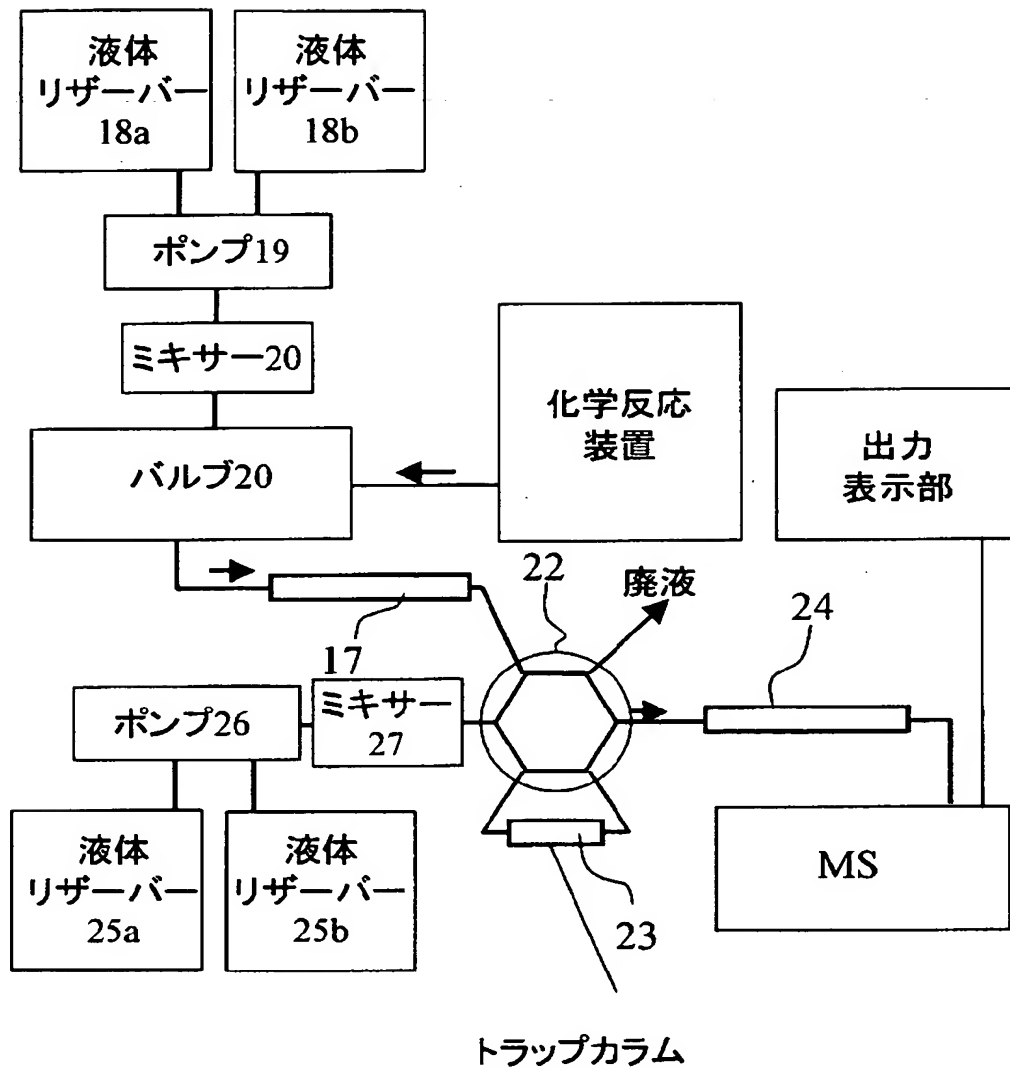 液体
リザーバー
18a
液体
リザーバー
18b
ポンプ19
ミキサー20
バルブ20
化学反応
装置
出力
表示部
22
廃液
24
17
ポンプ26
ミキサー
27
液体
リザーバー
25a
液体
リザーバー
25b
23
MS
トラップカラム